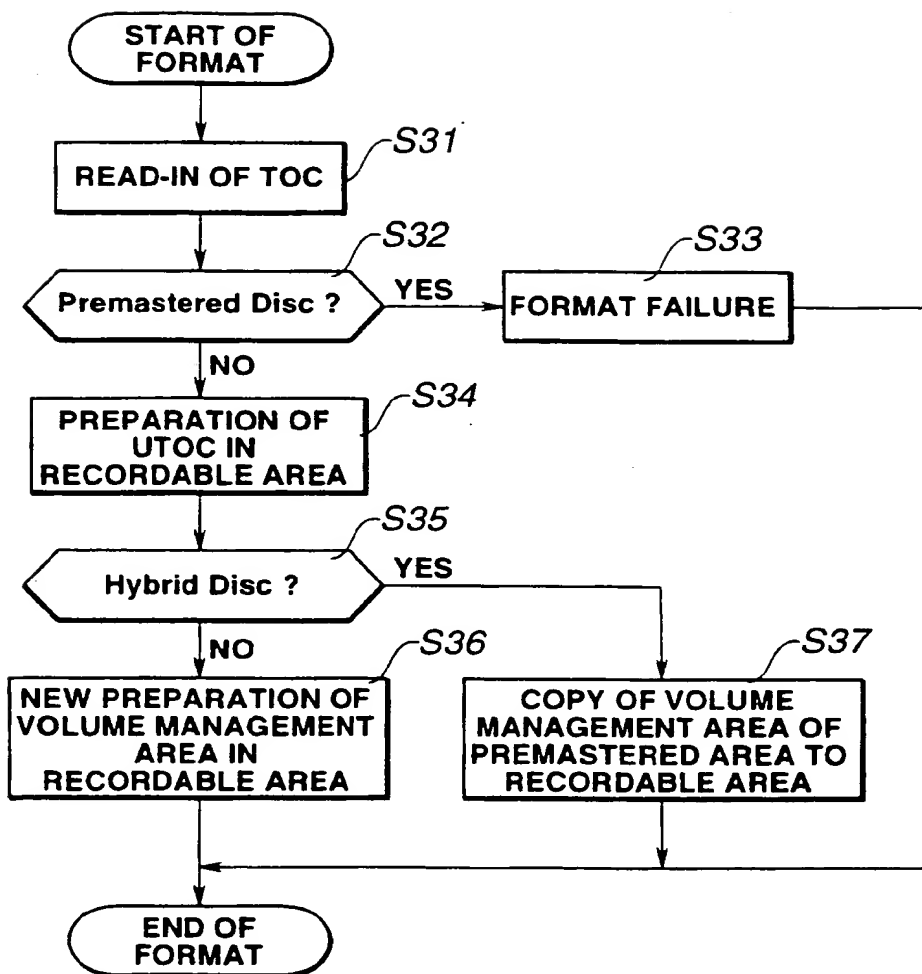 START OF
FORMAT
S31
READ-IN OF TOC
S32
Premastered Disc ?
YES
S33
FORMAT FAILURE
NO
S34
PREPARATION OF
UTOC IN
RECORDABLE AREA
S35
Hybrid Disc ?
YES
NO
S36
NEW PREPARATION OF
VOLUME MANAGEMENT
AREA IN
RECORDABLE AREA
S37
COPY OF VOLUME
MANAGEMENT AREA OF
PREMASTERED AREA TO
RECORDABLE AREA
END OF
FORMAT